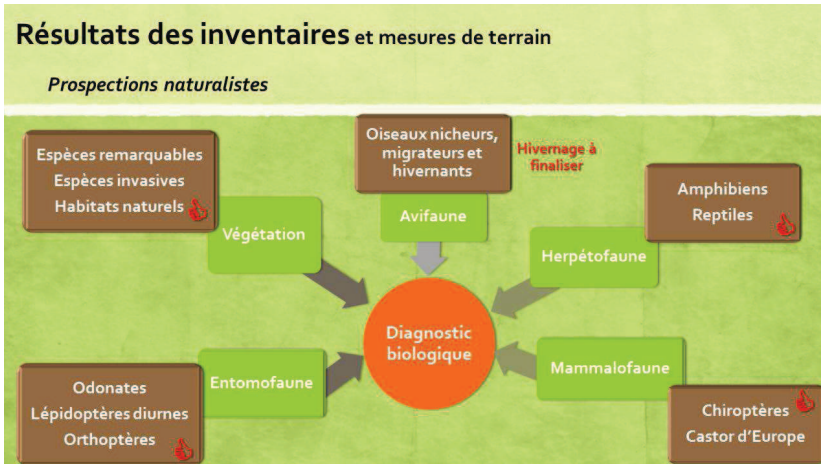 Résultats des inventaires et mesures de terrain
Prospections naturalistes
Espèces remarquables
Espèces invasives
Habitats naturels
Végétation
Oiseaux nicheurs,
migrateurs et
hivernants
Hivernage à
finaliser
Avifaune
Amphibiens
Reptiles
Herpétofaune
Diagnostic
biologique
Odonates
Lépidoptères diurnes
Orthoptères
Entomofaune
Mammalofaune
Chiroptères
Castor d'Europe